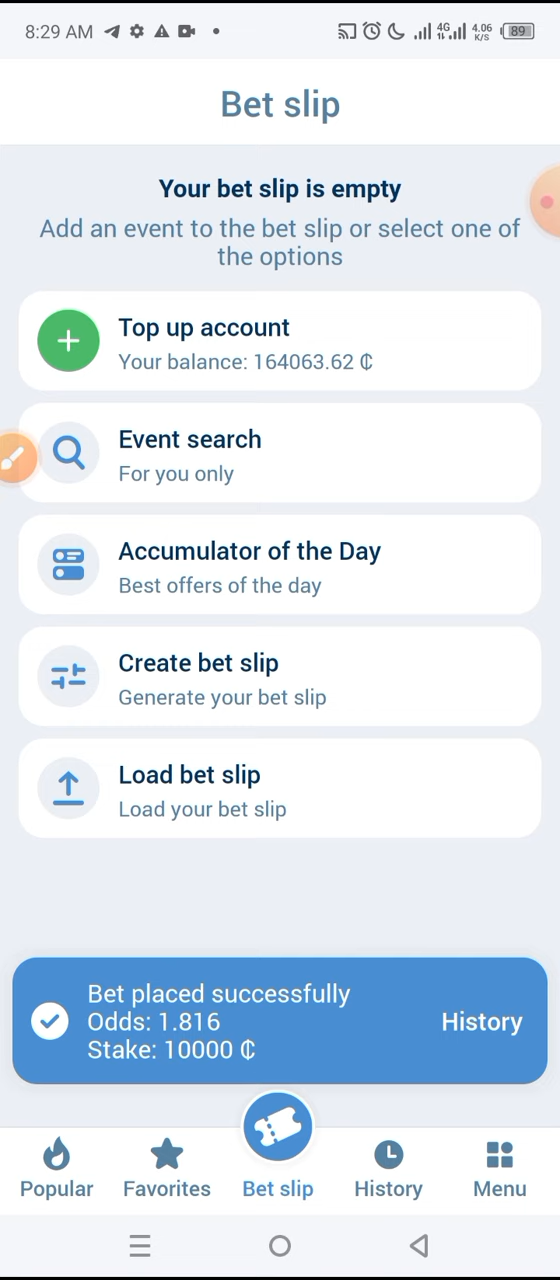 8:29 AM
4G
4.06
K/S
89
Bet slip
Your bet slip is empty
Add an event to the bet slip or select one of
the options
Top up account
Your balance: 164063.62 ₵
Event search
For you only
Accumulator of the Day
Best offers of the day
Create bet slip
Generate your bet slip
Load bet slip
Load your bet slip
Bet placed successfully
Odds: 1.816
History
Stake: 10000 ₵
Popular
Favorites
Bet slip
History
Menu